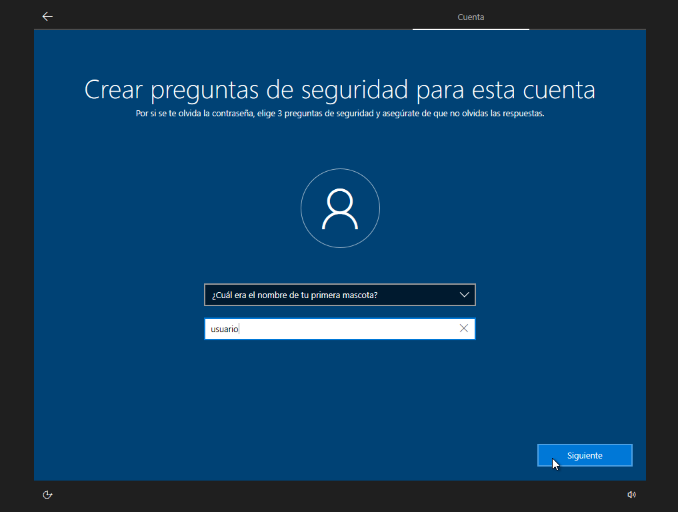 Cuenta
Crear preguntas de seguridad para esta cuenta
Por si se te olvida la contraseña, elige 3 preguntas de seguridad y asegúrate de que no olvidas las respuestas.
¿Cuál era el nombre de tu primera mascota?
usuario
Siguiente